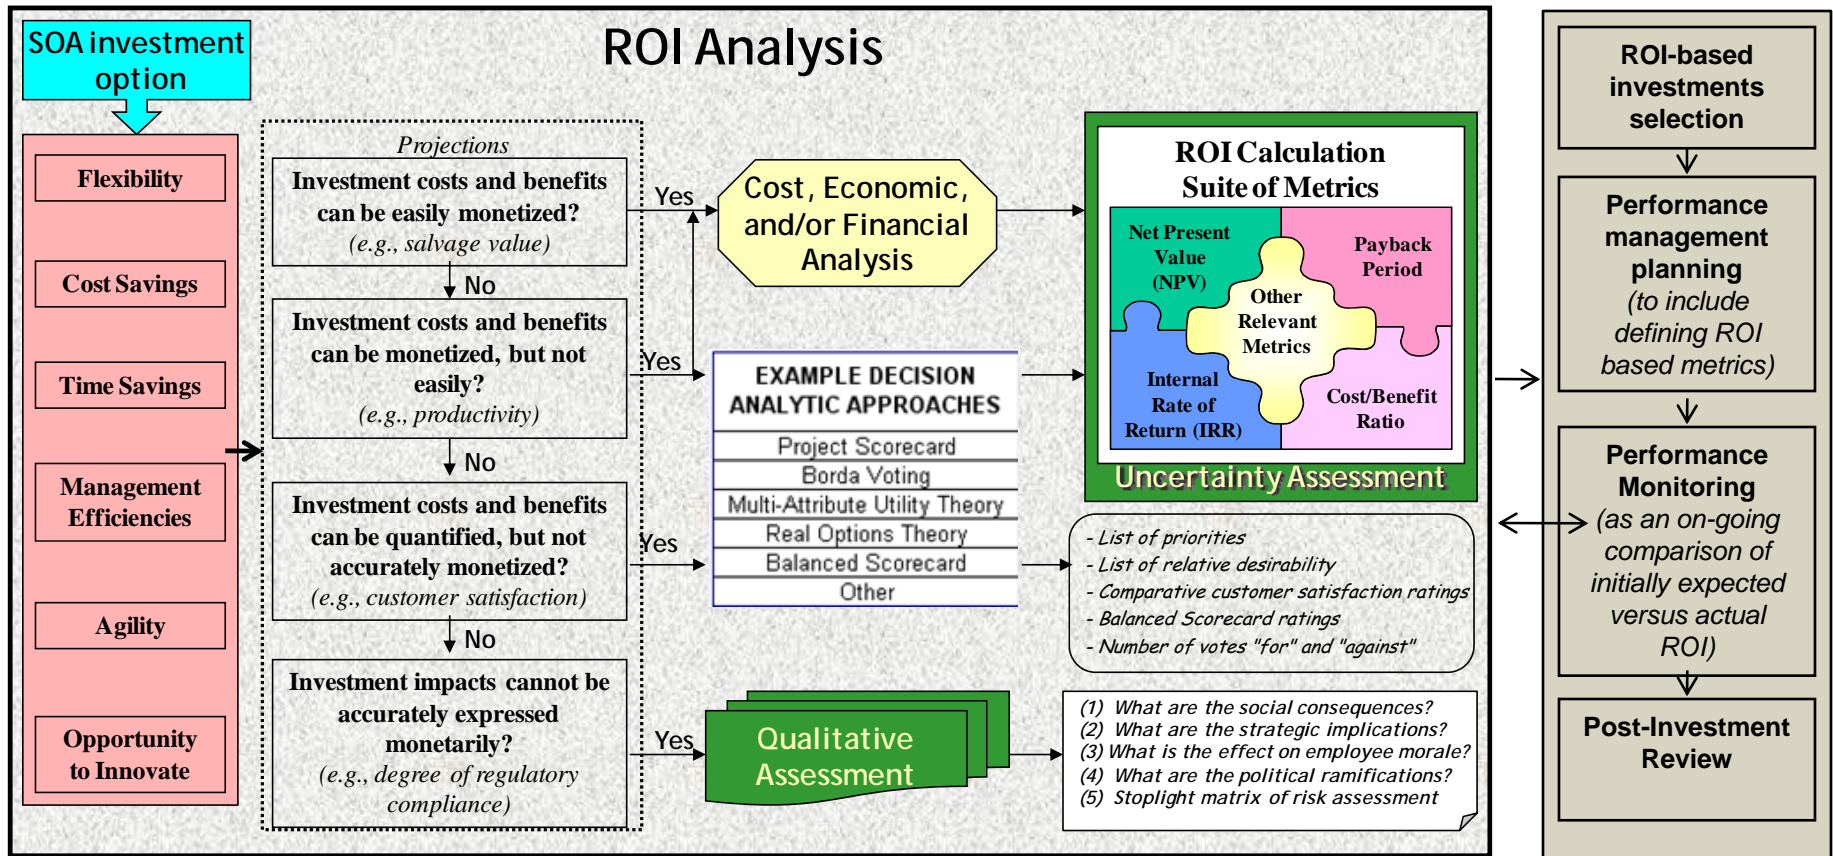 SOA investment
option
ROI Analysis
Flexibility
Cost Savings
Time Savings
Management
Efficiencies
Agility
Opportunity
to Innovate
Projections
Investment costs and benefits
can be easily monetized?
(e.g., salvage value)
Yes
No
Investment costs and benefits
can be monetized, but not
easily?
(e.g., productivity)
Yes
No
Investment costs and benefits
can be quantified, but not
accurately monetized?
(e.g., customer satisfaction)
Yes
No
Investment impacts cannot be
accurately expressed
monetarily?
(e.g., degree of regulatory
compliance)
Yes
Cost, Economic,
and/or Financial
Analysis
EXAMPLE DECISION
ANALYTIC APPROACHES
Project Scorecard
Borda Voting
Multi-Attribute Utility Theory
Real Options Theory
Balanced Scorecard
Other
Qualitative
Assessment
ROI Calculation
Suite of Metrics
Net Present
Value
(NPV)
Payback
Period
Other
Relevant
Metrics
Internal
Rate of
Return (IRR)
Cost/Benefit
Ratio
Uncertainty Assessment
- List of priorities
- List of relative desirability
- Comparative customer satisfaction ratings
- Balanced Scorecard ratings
- Number of votes "for" and "against"
(1) What are the social consequences?
(2) What are the strategic implications?
(3) What is the effect on employee morale?
(4) What are the political ramifications?
(5) Stoplight matrix of risk assessment
ROI-based
investments
selection
Performance
management
planning
(to include
defining ROI
based metrics)
Performance
Monitoring
(as an on-going
comparison of
initially expected
versus actual
ROI)
Post-Investment
Review